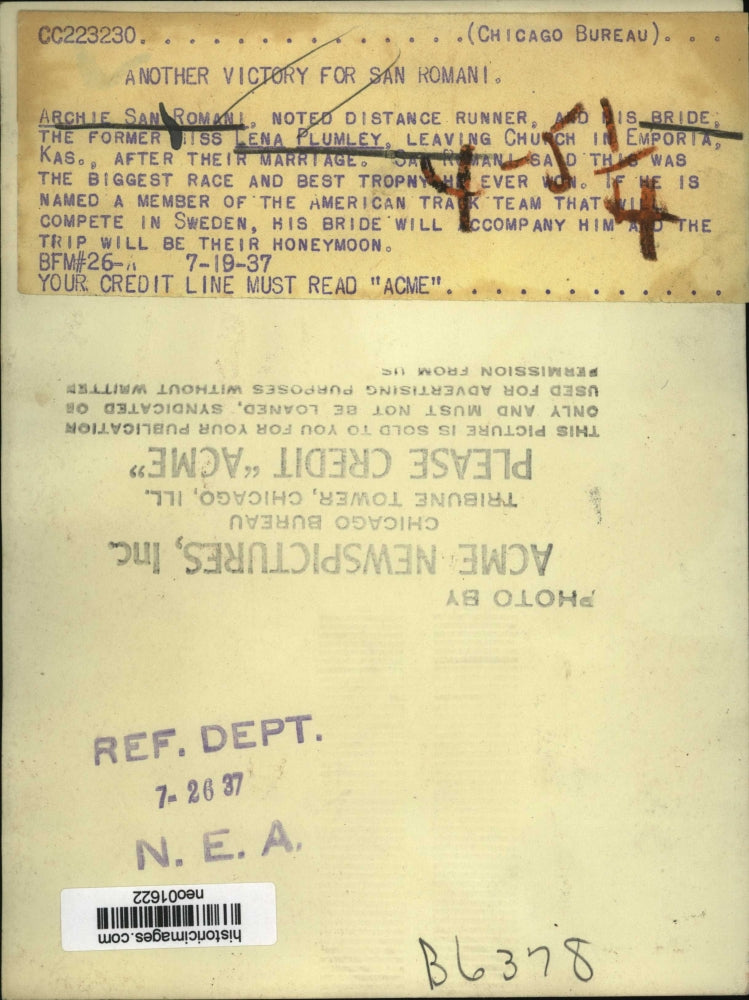 CC223230. . . . . . . . . . . . . . .(CHICAGO BUREAU). . .
ANOTHER VICTORY FOR SAN ROMANI.
ARCHIE SAN ROMANI, NOTED DISTANCE RUNNER, AND HIS BRIDE,
THE FORMER MISS LENA PLUMLEY, LEAVING CHURCH IN EMPORIA,
KAS., AFTER THEIR MARRIAGE. SAN ROMANI SAID THIS WAS
THE BIGGEST RACE AND BEST TROPHY HE EVER WON. IF HE IS
NAMED A MEMBER OF THE AMERICAN TRACK TEAM THAT WILL
COMPETE IN SWEDEN, HIS BRIDE WILL ACCOMPANY HIM AND THE
TRIP WILL BE THEIR HONEYMOON.
BFM#26-A 7-19-37
YOUR CREDIT LINE MUST READ "ACME". . . . . . . . . . . .
4-5 1/4
PHOTO BY
ACME NEWSPICTURES, Inc.
CHICAGO BUREAU
TRIBUNE TOWER, CHICAGO, ILL.
PLEASE CREDIT "ACME"
THIS PICTURE IS SOLD TO YOU FOR YOUR PUBLICATION
ONLY AND MUST NOT BE LOANED, SYNDICATED OR
USED FOR ADVERTISING PURPOSES WITHOUT WRITTEN
PERMISSION FROM US
REF. DEPT.
7- 26 37
N. E. A.
historicimages.com
neo01622
B6378